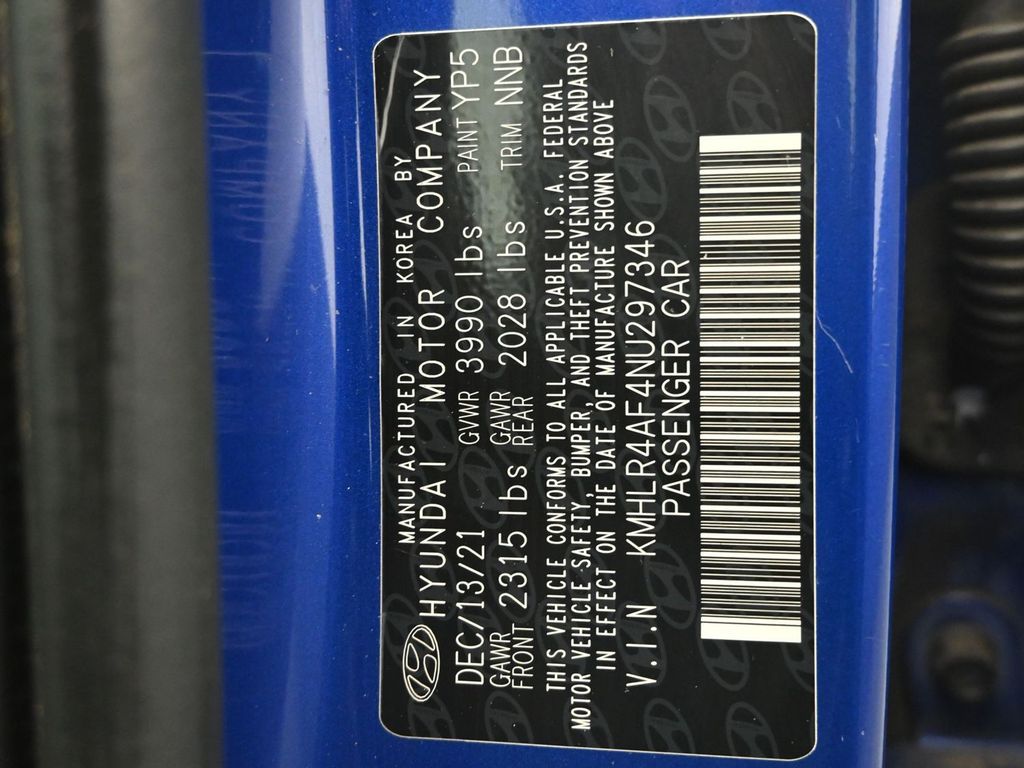 MANUFACTURED IN KOREA BY
HYUNDAI MOTOR COMPANY
DEC/13/21 GVWR 3990 lbs PAINT YP5
GAWR FRONT 2315 lbs GAWR REAR 2028 lbs TRIM NNB
THIS VEHICLE CONFORMS TO ALL APPLICABLE U.S.A. FEDERAL
MOTOR VEHICLE SAFETY, BUMPER, AND THEFT PREVENTION STANDARDS
IN EFFECT ON THE DATE OF MANUFACTURE SHOWN ABOVE
V.I.N KMHLR4AF4NU297346
PASSENGER CAR